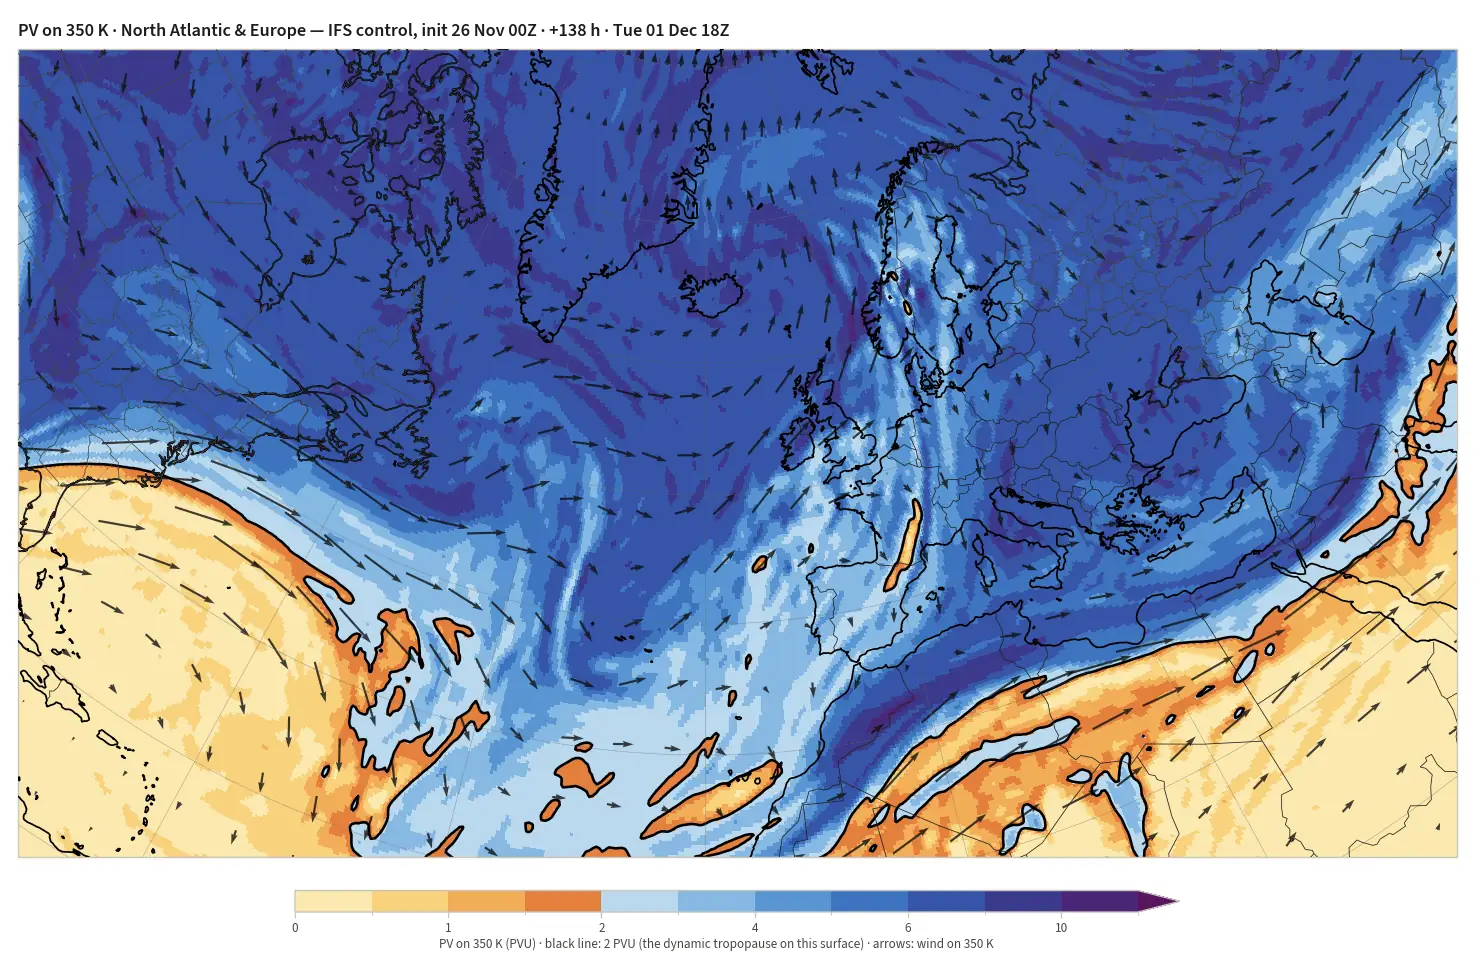 PV on 350 K · North Atlantic & Europe — IFS control, init 26 Nov 00Z · +138 h · Tue 01 Dec 18Z
0 1 2 4 6 10
PV on 350 K (PVU) · black line: 2 PVU (the dynamic tropopause on this surface) · arrows: wind on 350 K